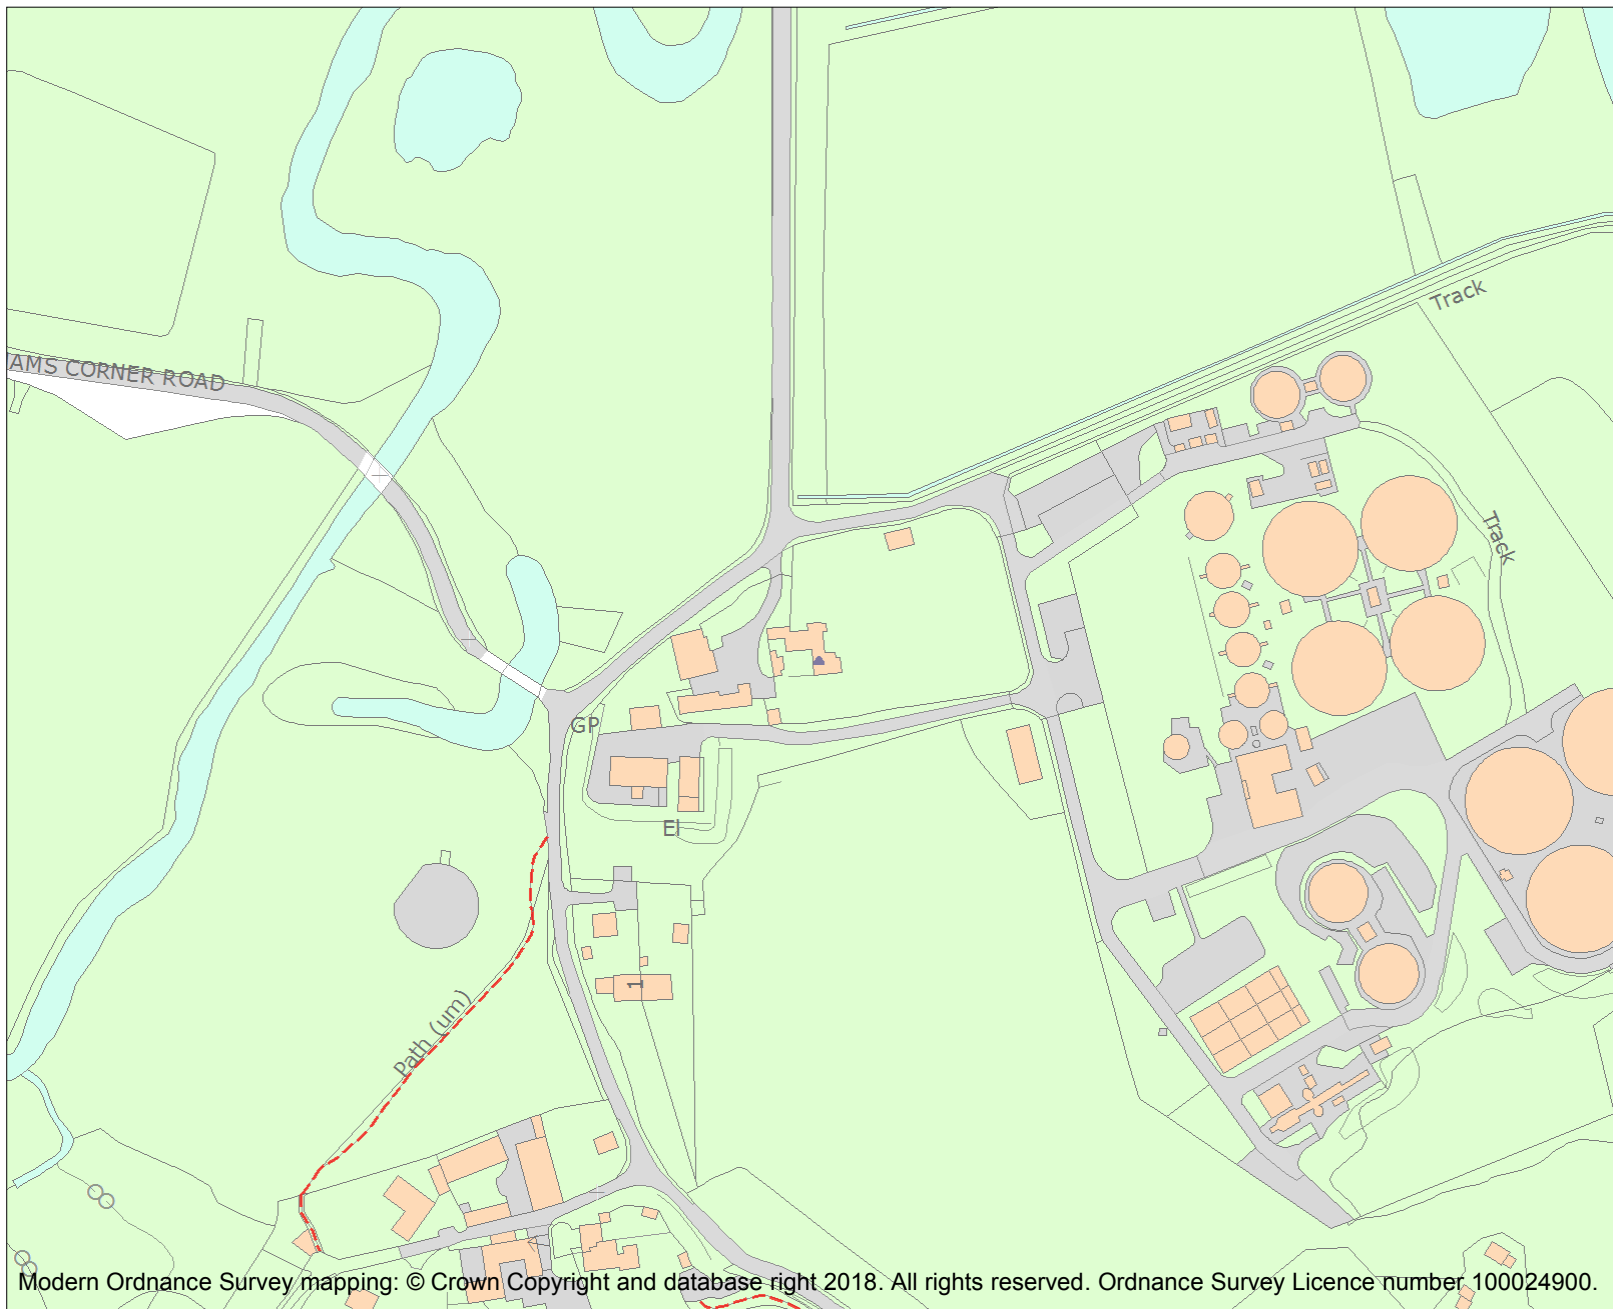 Track
AMS CORNER ROAD
Track
GP
El
1
Path (um)
Modern Ordnance Survey mapping: © Crown Copyright and database right 2018. All rights reserved. Ordnance Survey Licence number 100024900.